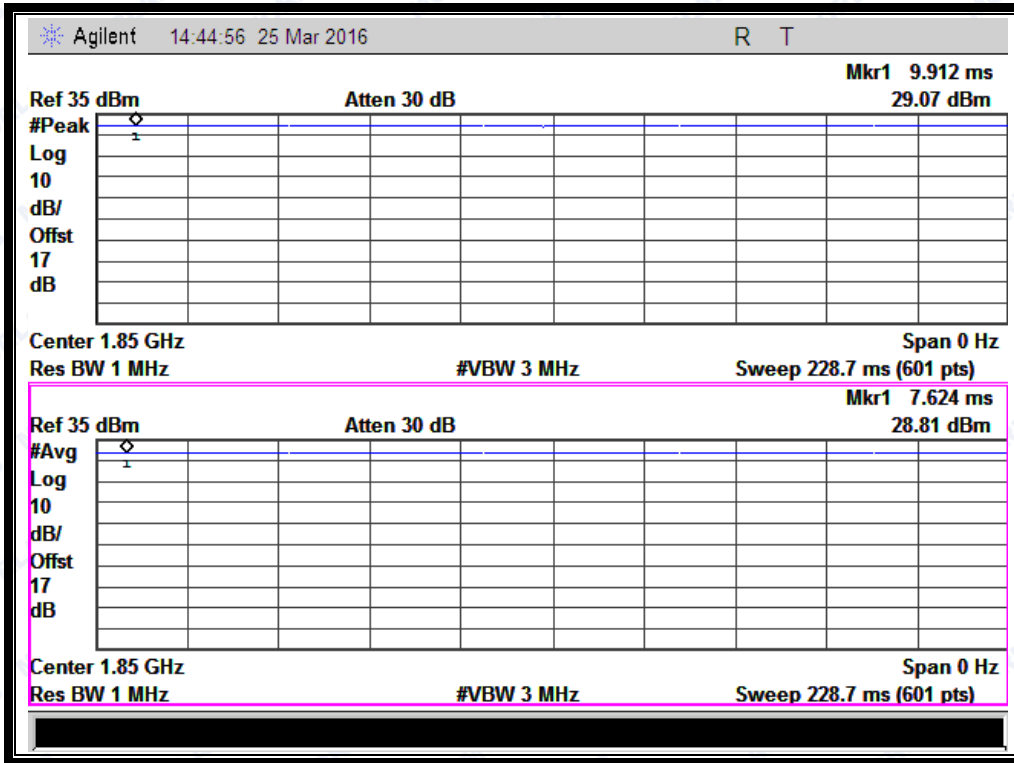 Agilent 14:44:56 25 Mar 2016 R T
Mkr1 9.912 ms
Ref 35 dBm Atten 30 dB 29.07 dBm
#Peak
1
Log
10
dB/
Offst
17
dB
Center 1.85 GHz Span 0 Hz
Res BW 1 MHz #VBW 3 MHz Sweep 228.7 ms (601 pts)
Mkr1 7.624 ms
Ref 35 dBm Atten 30 dB 28.81 dBm
#Avg
1
Log
10
dB/
Offst
17
dB
Center 1.85 GHz Span 0 Hz
Res BW 1 MHz #VBW 3 MHz Sweep 228.7 ms (601 pts)